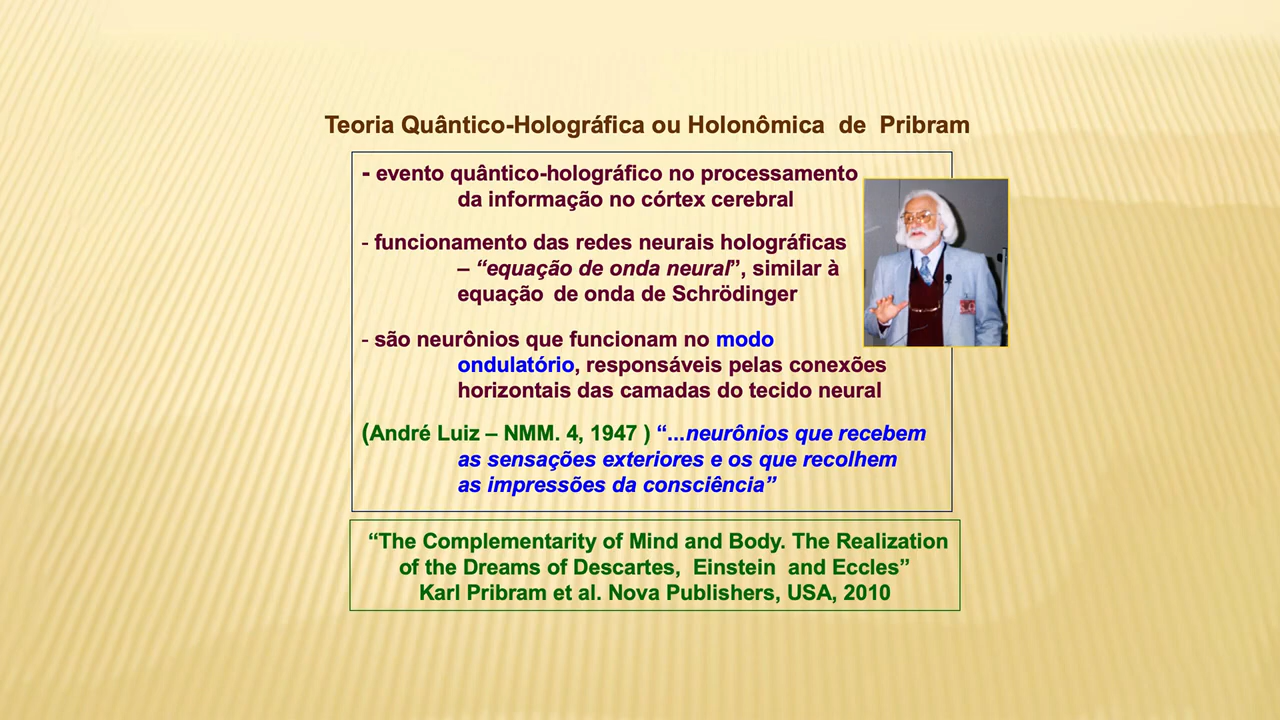 Teoria Quântico-Holográfica ou Holonômica de Pribram
- evento quântico-holográfico no processamento
da informação no córtex cerebral
- funcionamento das redes neurais holográficas
– “equação de onda neural”, similar à
equação de onda de Schrödinger
- são neurônios que funcionam no modo
ondulatório, responsáveis pelas conexões
horizontais das camadas do tecido neural
(André Luiz – NMM. 4, 1947 ) “...neurônios que recebem
as sensações exteriores e os que recolhem
as impressões da consciência”
“The Complementarity of Mind and Body. The Realization
of the Dreams of Descartes, Einstein and Eccles”
Karl Pribram et al. Nova Publishers, USA, 2010